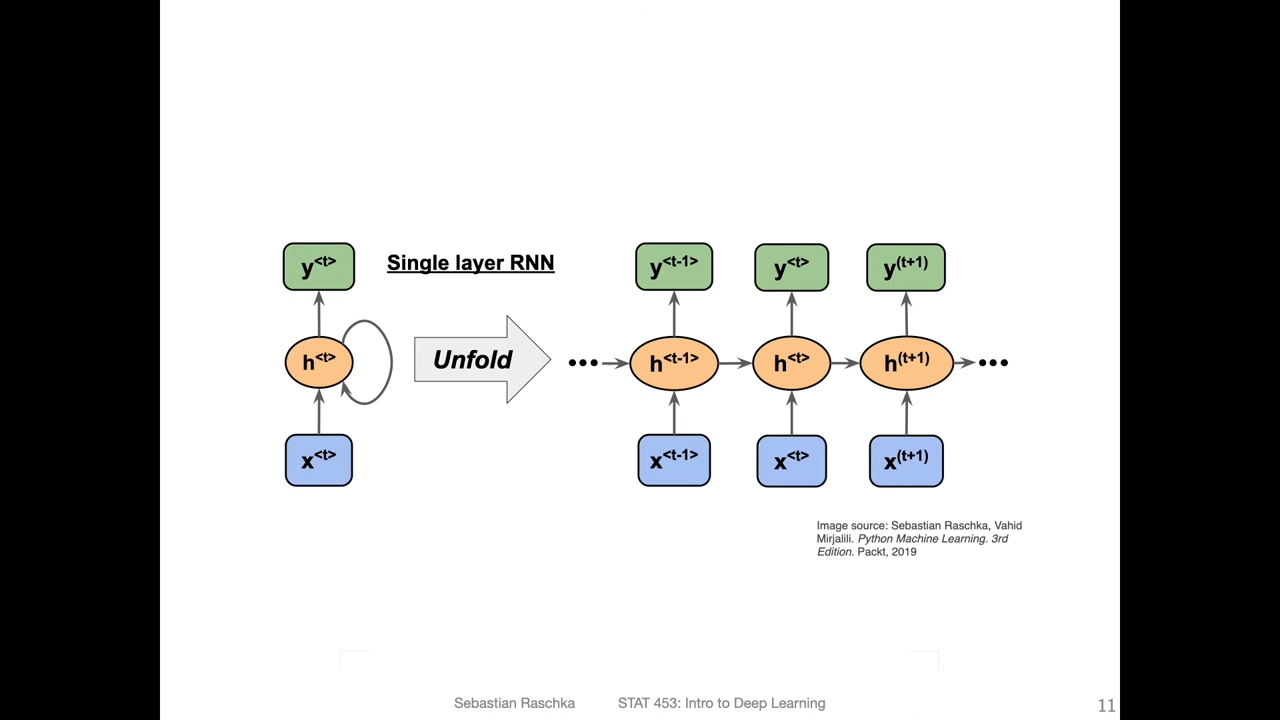 y<t>
Single layer RNN
y<t-1>
y<t>
y(t+1)
h<t>
Unfold
h<t-1>
h<t>
h(t+1)
x<t>
x<t-1>
x<t>
x(t+1)
Image source: Sebastian Raschka, Vahid
Mirjalili. Python Machine Learning. 3rd
Edition. Packt, 2019
Sebastian Raschka STAT 453: Intro to Deep Learning 11